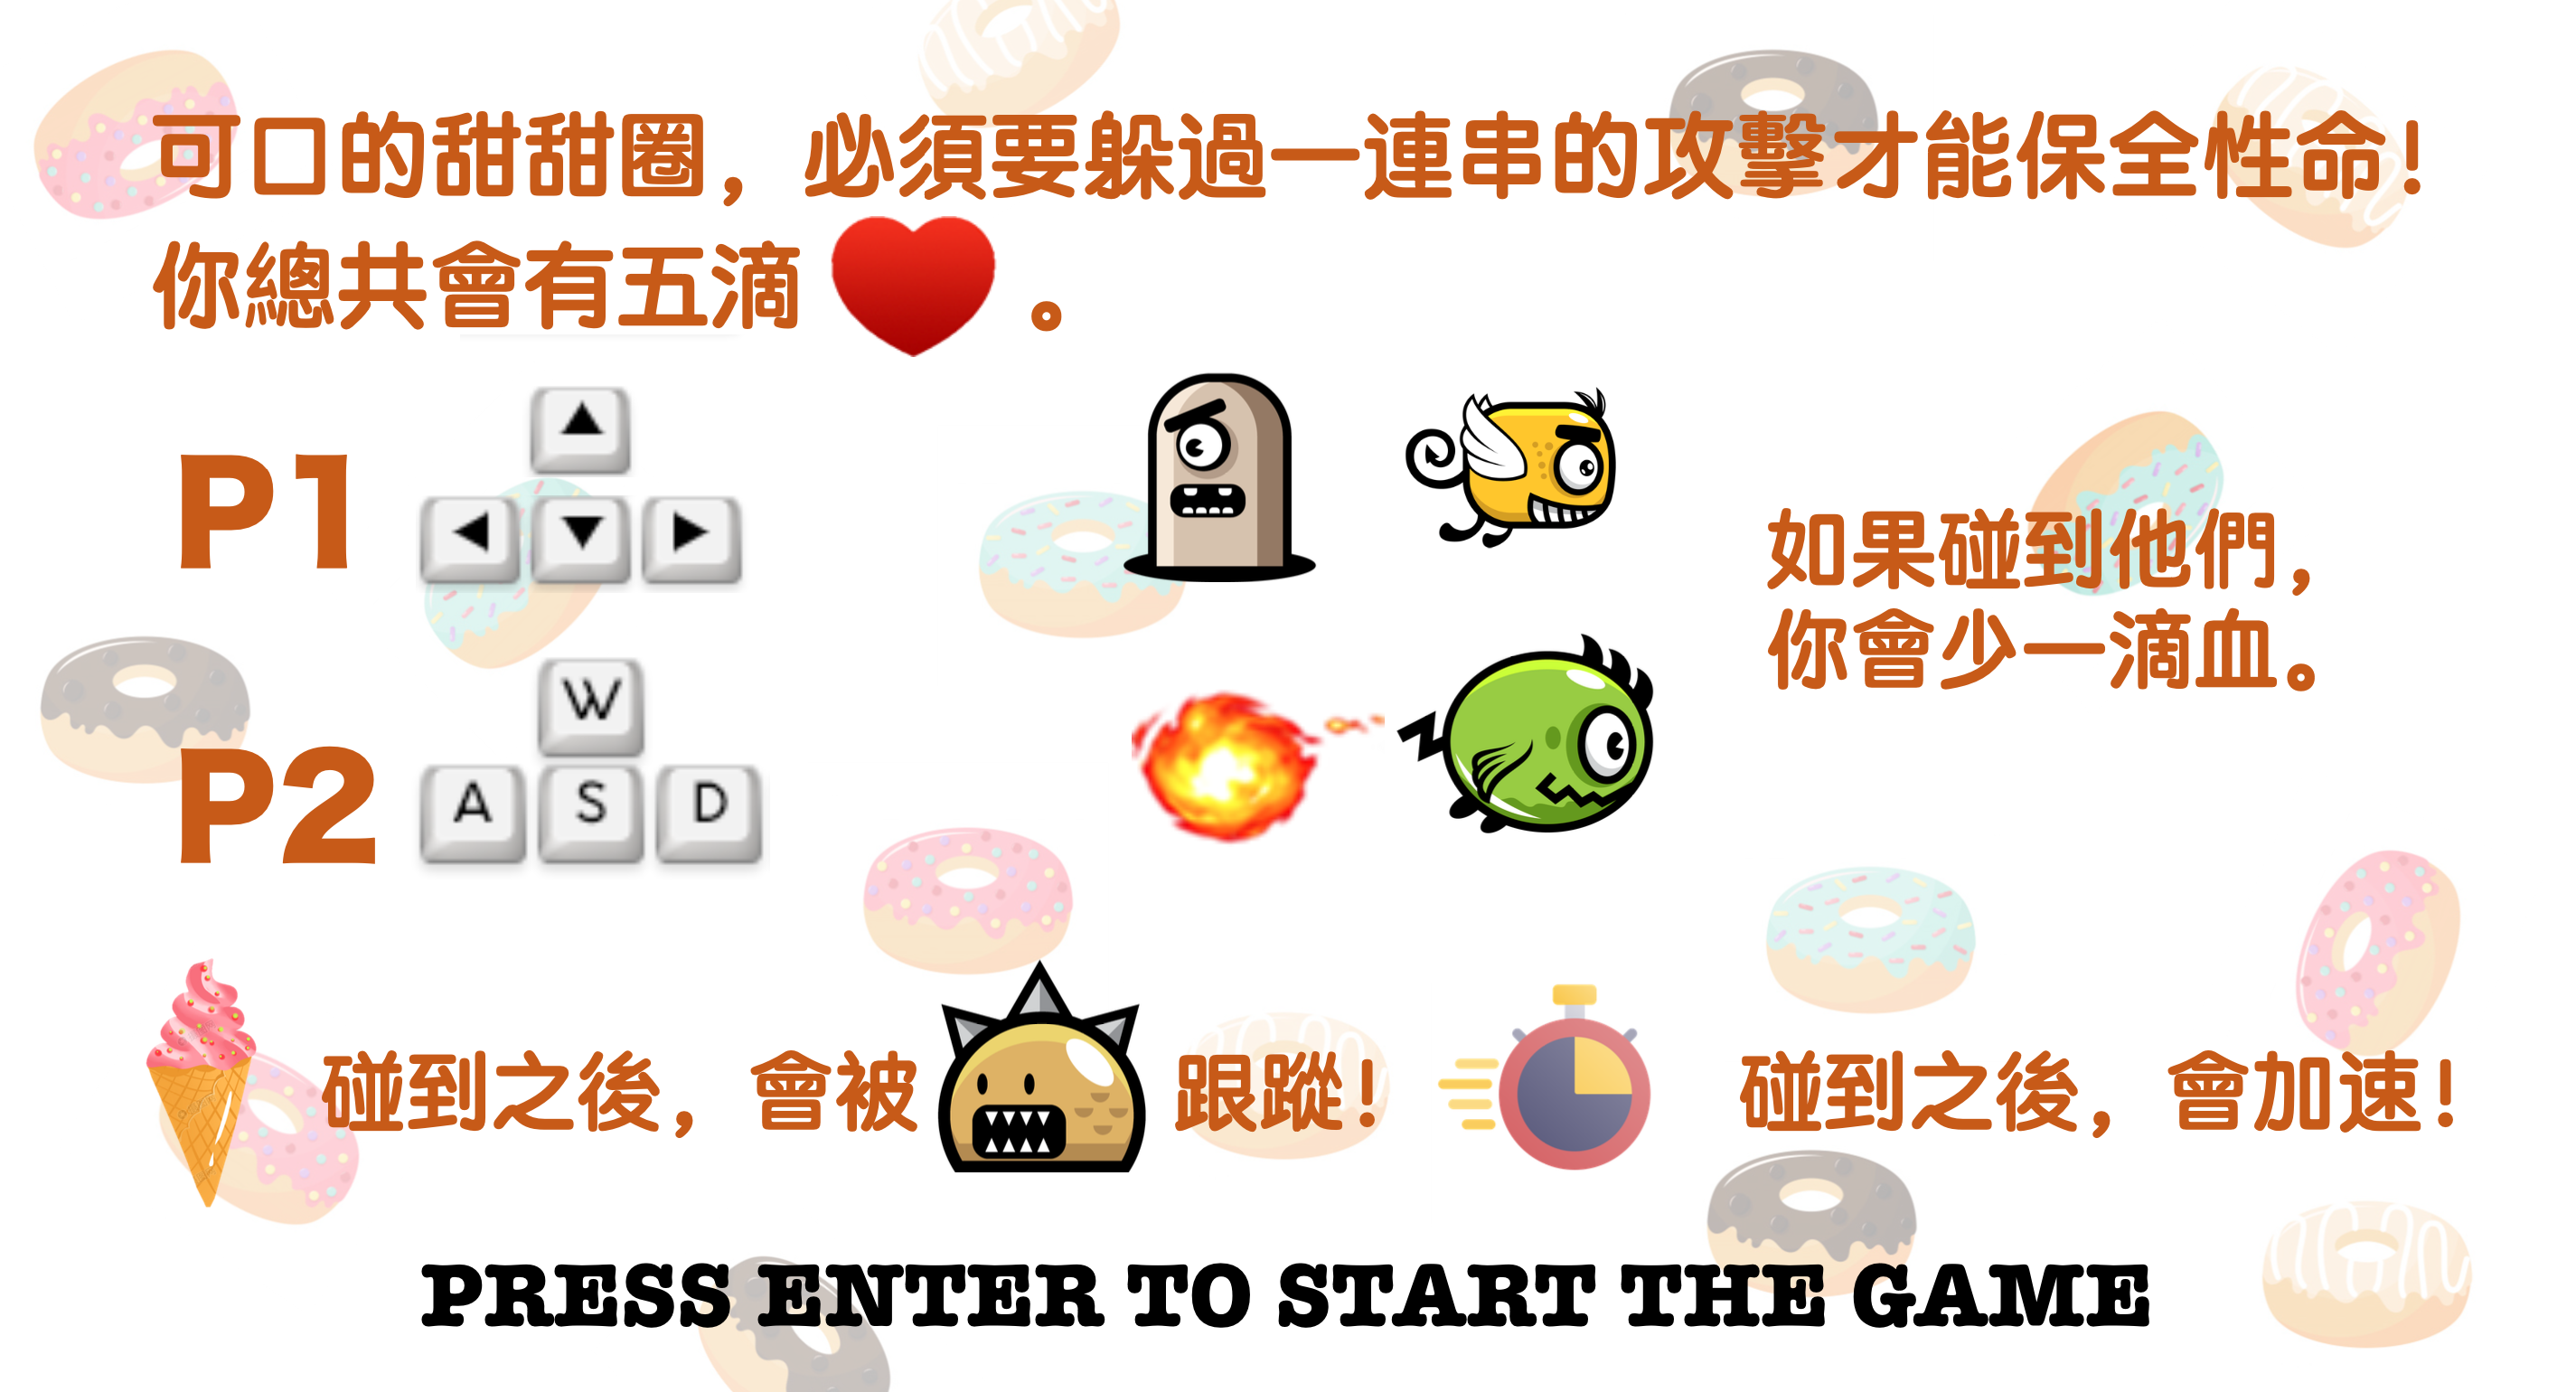 可口的甜甜圈，必須要躲過一連串的攻擊才能保全性命！
你總共會有五滴 。
P1
如果碰到他們，
你會少一滴血。
P2
W
A S D
碰到之後，會被 跟蹤！ 碰到之後，會加速！
PRESS ENTER TO START THE GAME